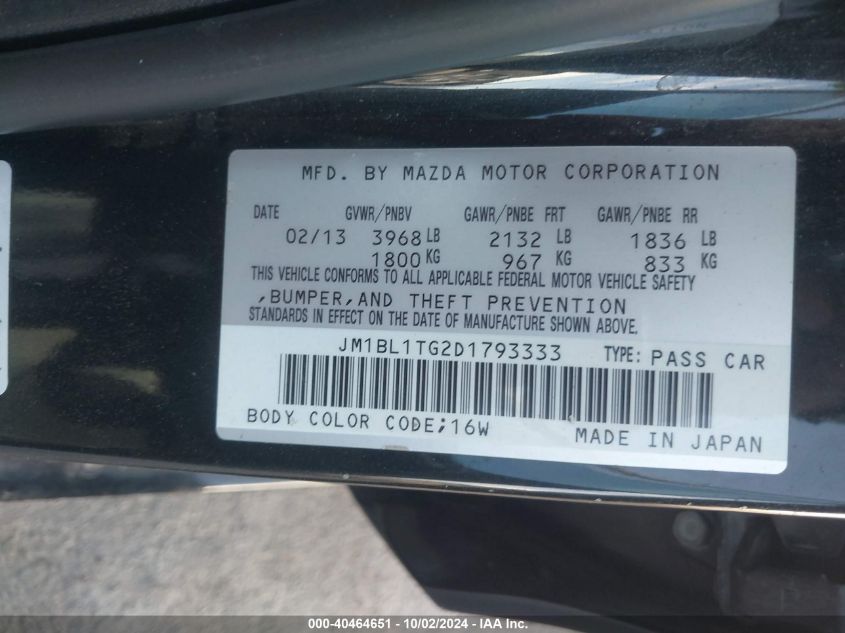 MFD. BY MAZDA MOTOR CORPORATION
DATE GVWR/PNBV GAWR/PNBE FRT GAWR/PNBE RR
02/13 3968 LB 2132 LB 1836 LB
1800 KG 967 KG 833 KG
THIS VEHICLE CONFORMS TO ALL APPLICABLE FEDERAL MOTOR VEHICLE SAFETY
,BUMPER,AND THEFT PREVENTION
STANDARDS IN EFFECT ON THE DATE OF MANUFACTURE SHOWN ABOVE.
JM1BL1TG2D1793333 TYPE: PASS CAR
BODY COLOR CODE;16W
MADE IN JAPAN
000-40464651 - 10/02/2024 - IAA Inc.